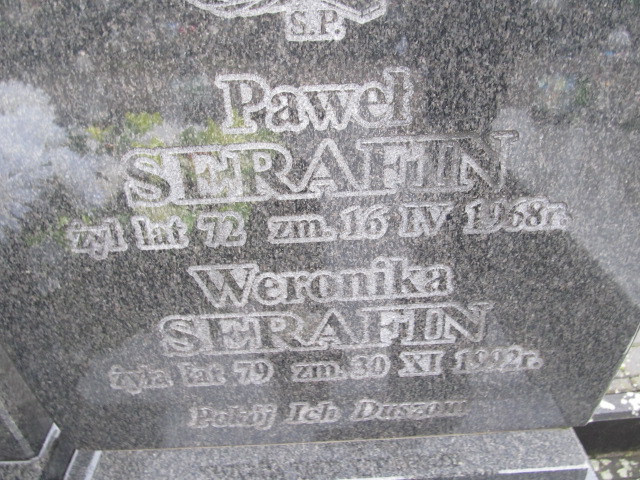 S.P.
Paweł
SERAFIN
żył lat 72 zm. 16 IV 1968r.
Weronika
SERAFIN
żyła lat 79 zm. 30 XI 1992r.
Pokój Ich Duszom